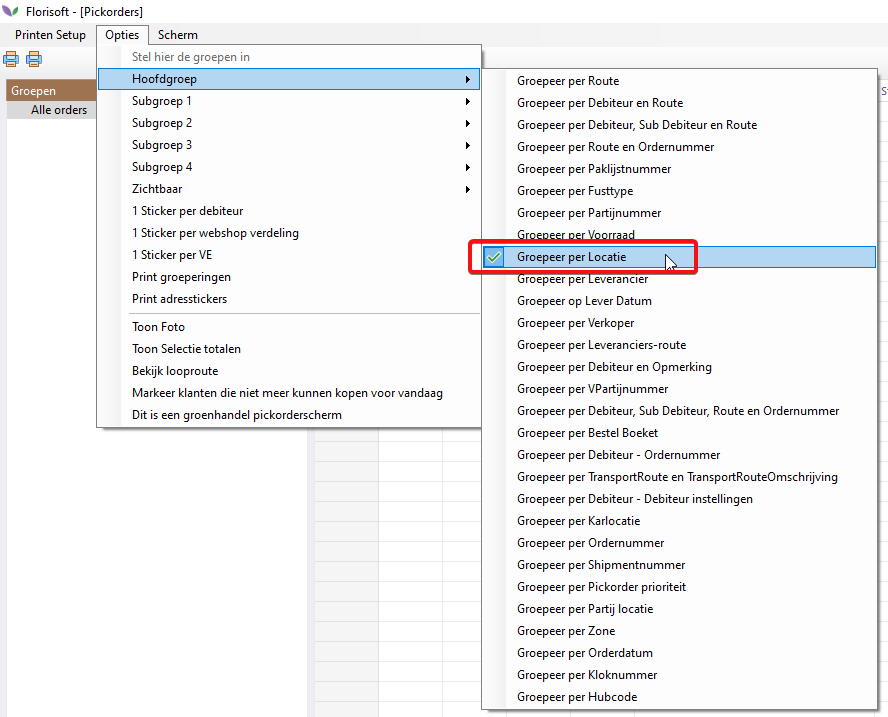 Florisoft - [Pickorders]
Printen Setup Opties Scherm
Groepen
Alle orders
Stel hier de groepen in
Hoofdgroep
Subgroep 1
Subgroep 2
Subgroep 3
Subgroep 4
Zichtbaar
1 Sticker per debiteur
1 Sticker per webshop verdeling
1 Sticker per VE
Print groeperingen
Print adresstickers
Toon Foto
Toon Selectie totalen
Bekijk looproute
Markeer klanten die niet meer kunnen kopen voor vandaag
Dit is een groenhandel pickorderscherm
Groepeer per Route
Groepeer per Debiteur en Route
Groepeer per Debiteur, Sub Debiteur en Route
Groepeer per Route en Ordernummer
Groepeer per Paklijstnummer
Groepeer per Fusttype
Groepeer per Partijnummer
Groepeer per Voorraad
Groepeer per Locatie
Groepeer per Leverancier
Groepeer op Lever Datum
Groepeer per Verkoper
Groepeer per Leveranciers-route
Groepeer per Debiteur en Opmerking
Groepeer per VPartijnummer
Groepeer per Debiteur, Sub Debiteur, Route en Ordernummer
Groepeer per Bestel Boeket
Groepeer per Debiteur - Ordernummer
Groepeer per TransportRoute en TransportRouteOmschrijving
Groepeer per Debiteur - Debiteur instellingen
Groepeer per Karlocatie
Groepeer per Ordernummer
Groepeer per Shipmentnummer
Groepeer per Pickorder prioriteit
Groepeer per Partij locatie
Groepeer per Zone
Groepeer per Orderdatum
Groepeer per Kloknummer
Groepeer per Hubcode